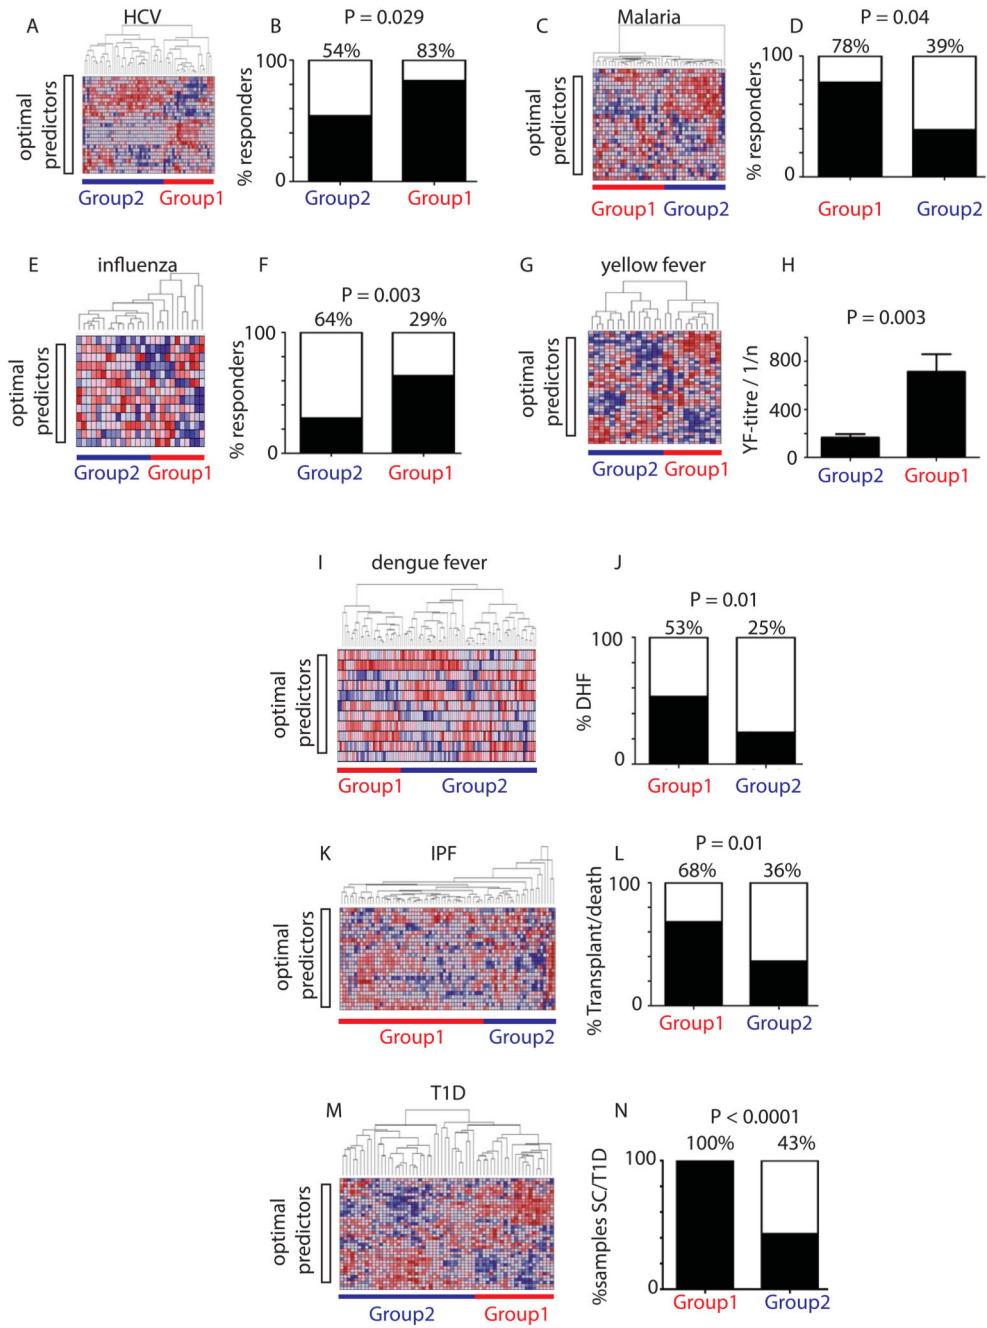 A
HCV
optimal
predictors
Group2 Group1
B
P = 0.029
54% 83%
100
% responders
0
Group2 Group1
C
Malaria
optimal
predictors
Group1 Group2
D
P = 0.04
78% 39%
100
% responders
0
Group1 Group2
E
influenza
optimal
predictors
Group2 Group1
F
P = 0.003
64% 29%
100
% responders
0
Group2 Group1
G
yellow fever
optimal
predictors
Group2 Group1
H
P = 0.003
800
400
0
YF-titre / 1/n
Group2 Group1
I
dengue fever
optimal
predictors
Group1 Group2
J
P = 0.01
53% 25%
100
% DHF
0
Group1 Group2
K
IPF
optimal
predictors
Group1 Group2
L
P = 0.01
68% 36%
100
% Transplant/death
0
Group1 Group2
M
T1D
optimal
predictors
Group2 Group1
N
P < 0.0001
100% 43%
100
%samples SC/T1D
0
Group1 Group2